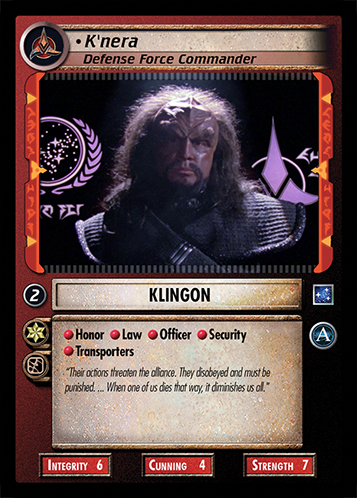 • K'nera
Defense Force Commander
2
KLINGON
Honor Law Officer Security
Transporters
A
"Their actions threaten the alliance. They disobeyed and must be
punished. ... When one of us dies that way, it diminishes us all."
INTEGRITY 6 CUNNING 4 STRENGTH 7